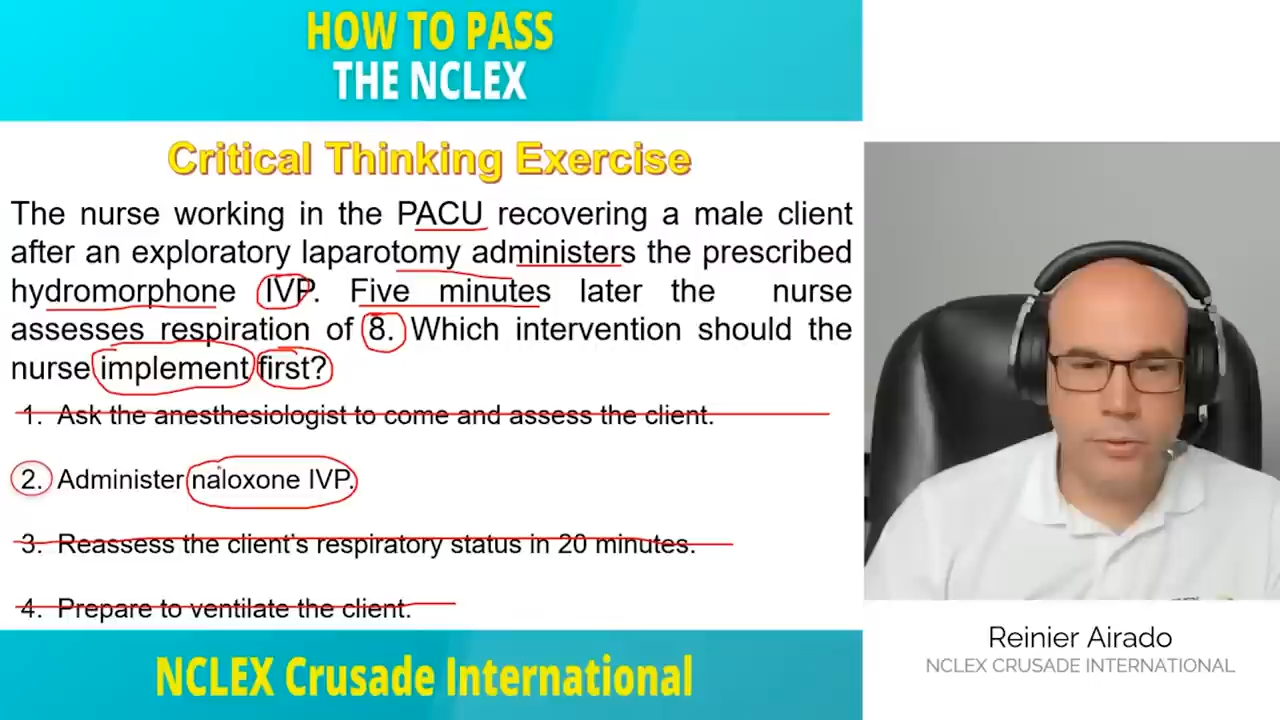 HOW TO PASS
THE NCLEX
Critical Thinking Exercise
The nurse working in the PACU recovering a male client
after an exploratory laparotomy administers the prescribed
hydromorphone IVP. Five minutes later the nurse
assesses respiration of 8. Which intervention should the
nurse implement first?
1. Ask the anesthesiologist to come and assess the client.
2. Administer naloxone IVP.
3. Reassess the client's respiratory status in 20 minutes.
4. Prepare to ventilate the client.
NCLEX Crusade International
Reinier Airado
NCLEX CRUSADE INTERNATIONAL